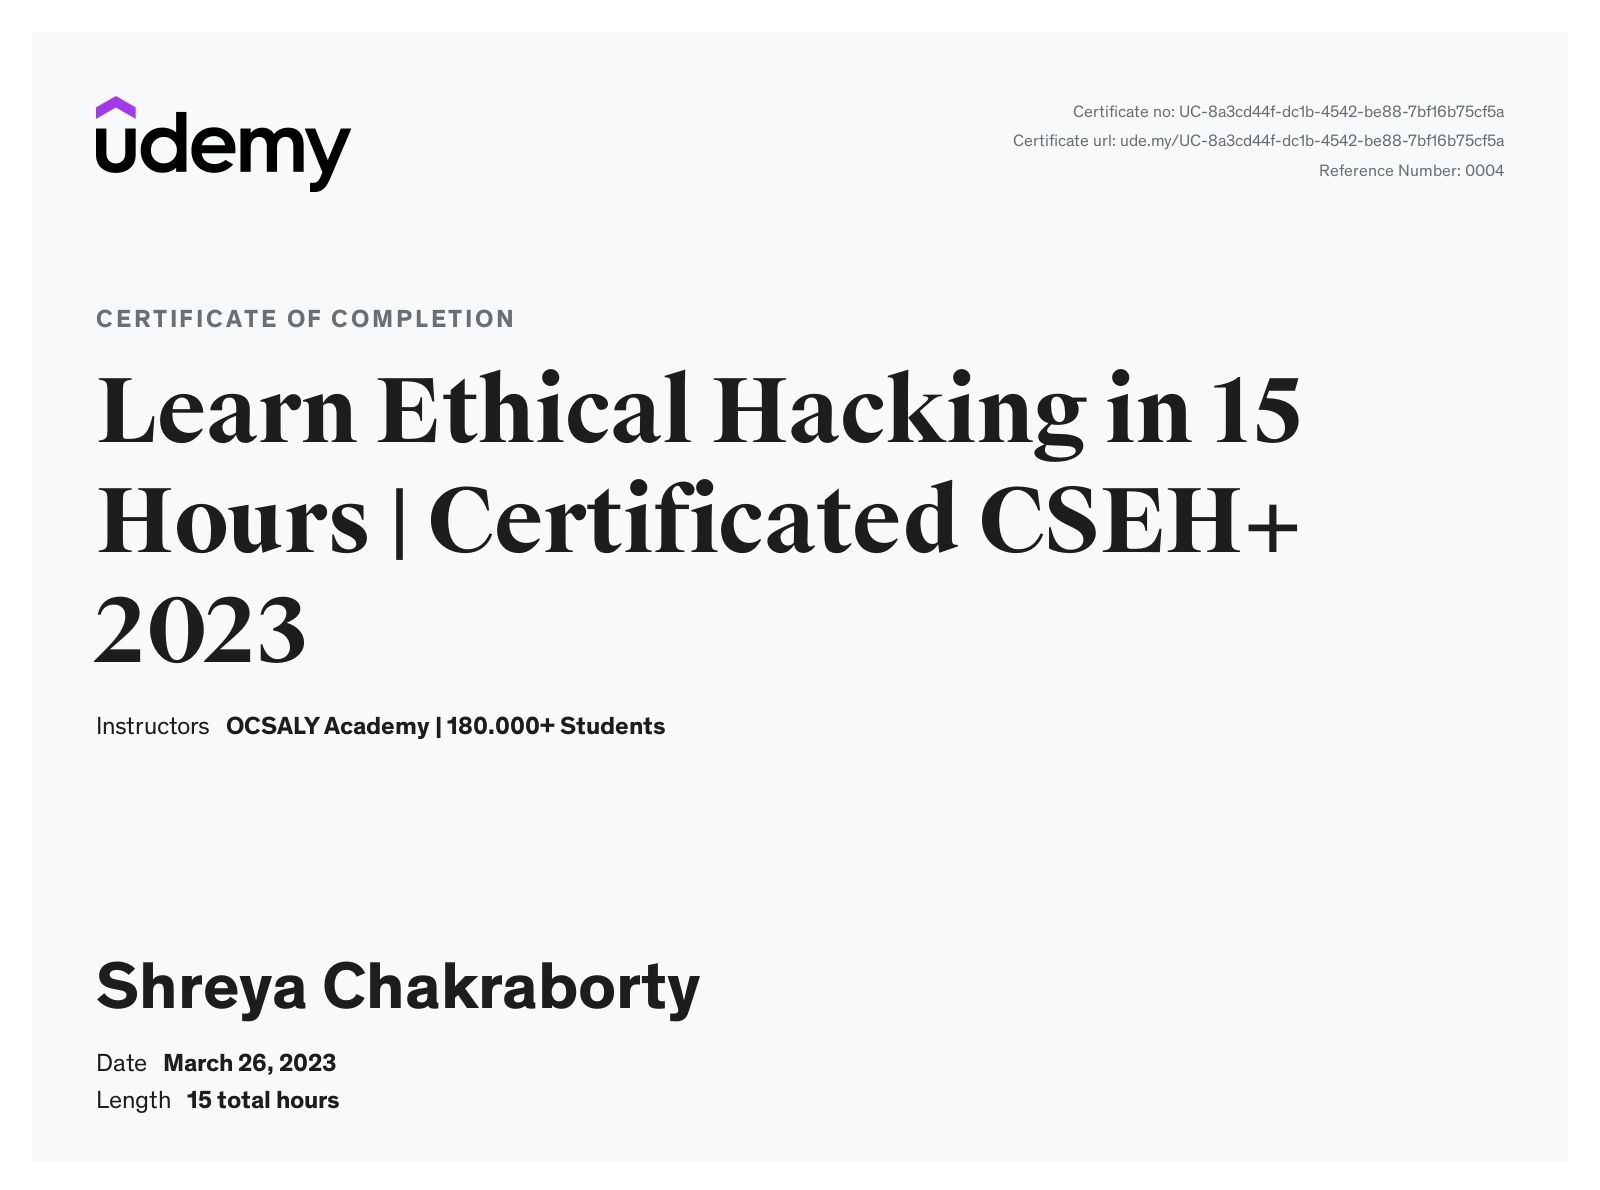 udemy
Certificate no: UC-8a3cd44f-dc1b-4542-be88-7bf16b75cf5a
Certificate url: ude.my/UC-8a3cd44f-dc1b-4542-be88-7bf16b75cf5a
Reference Number: 0004
CERTIFICATE OF COMPLETION
Learn Ethical Hacking in 15
Hours | Certificated CSEH+
2023
Instructors OCSALY Academy | 180.000+ Students
Shreya Chakraborty
Date March 26, 2023
Length 15 total hours